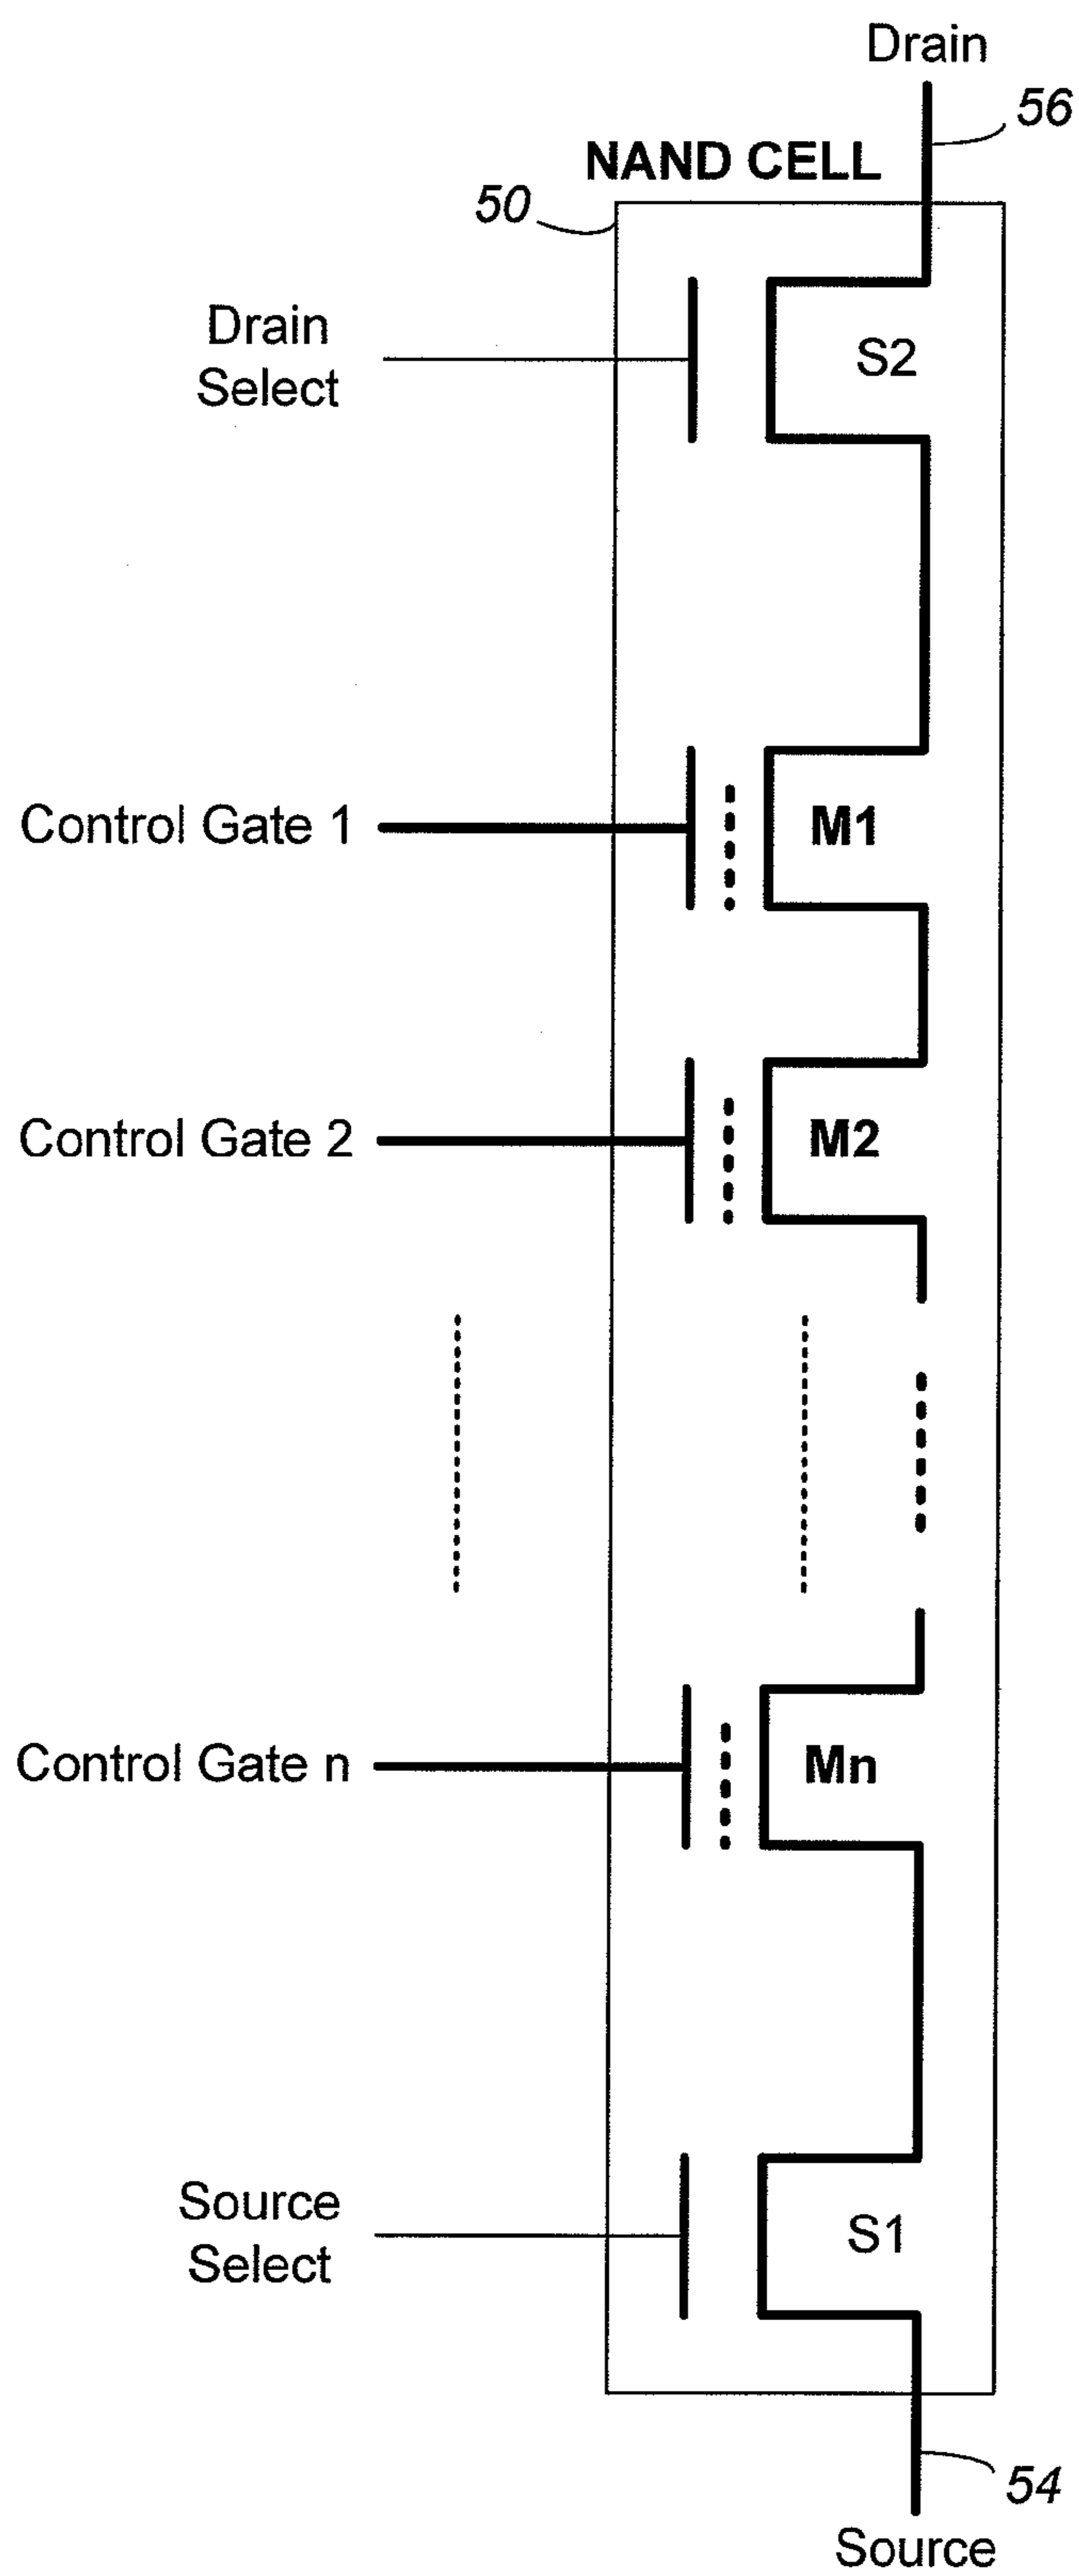 Drain
56
NAND CELL
50
Drain
Select
S2
Control Gate 1
M1
Control Gate 2
M2
Control Gate n
Mn
Source
Select
S1
54
Source